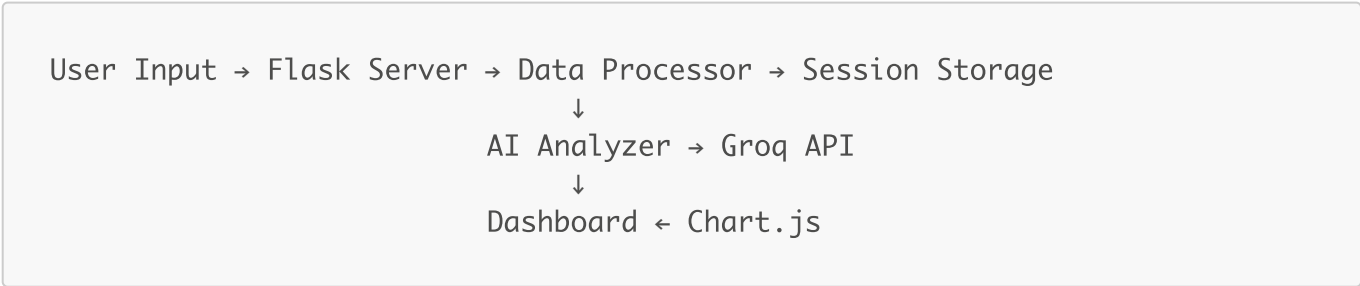 User Input → Flask Server → Data Processor → Session Storage
↓
AI Analyzer → Groq API
↓
Dashboard ← Chart.js